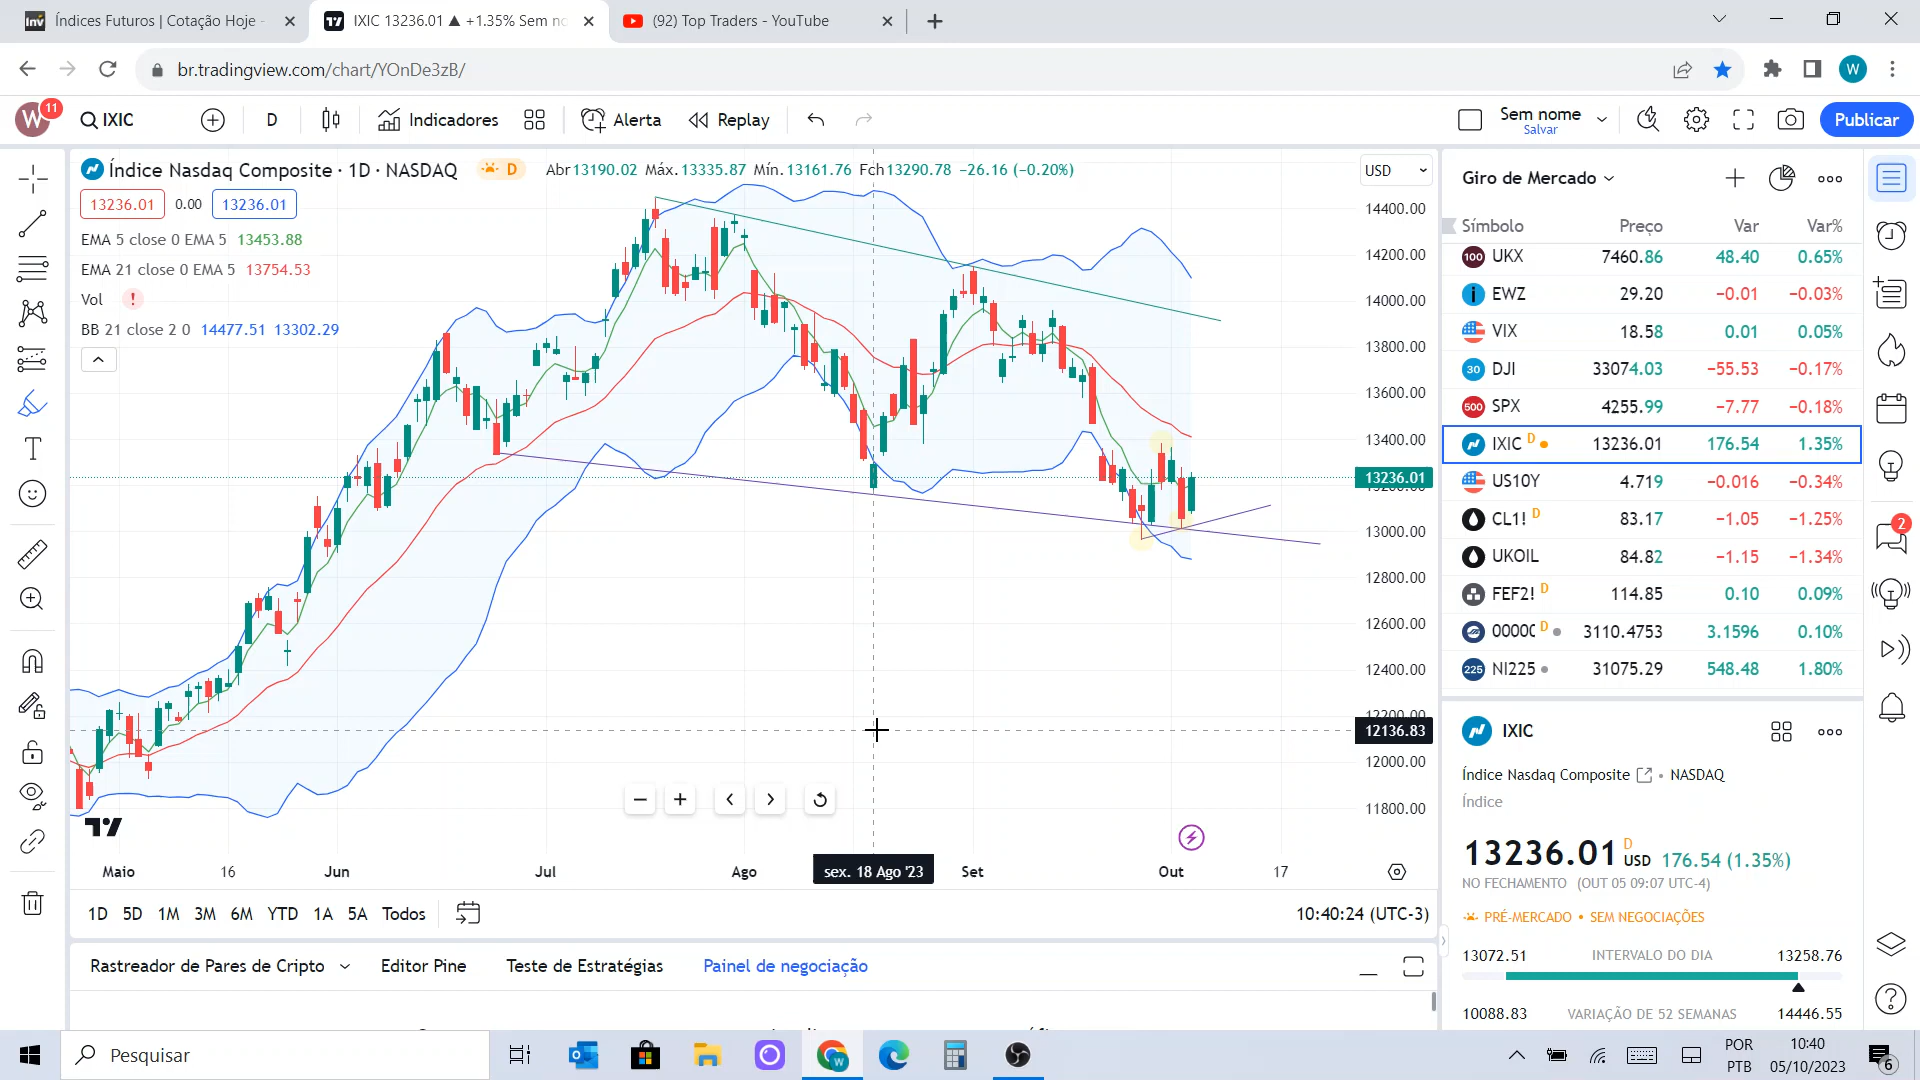 Índices Futuros | Cotação Hoje -
IXIC 13236.01 ▲ +1.35% Sem no
(92) Top Traders - YouTube
br.tradingview.com/chart/YOnDe3zB/
W
W
11
IXIC
D
Indicadores
Alerta
Replay
Sem nome
Salvar
Publicar
Índice Nasdaq Composite · 1D · NASDAQ
D
Abr13190.02 Máx.13335.87 Mín.13161.76 Fch13290.78 −26.16 (−0.20%)
13236.01 0.00 13236.01
EMA 5 close 0 EMA 5 13453.88
EMA 21 close 0 EMA 5 13754.53
Vol !
BB 21 close 2 0 14477.51 13302.29
USD
14400.00
14200.00
14000.00
13800.00
13600.00
13400.00
13236.01
13000.00
12800.00
12600.00
12400.00
12200.00
12136.83
12000.00
11800.00
Maio 16 Jun Jul Ago sex. 18 Ago '23 Set Out 17
1D 5D 1M 3M 6M YTD 1A 5A Todos
10:40:24 (UTC-3)
Rastreador de Pares de Cripto Editor Pine Teste de Estratégias Painel de negociação
Giro de Mercado
Símbolo Preço Var Var%
100 UKX 7460.86 48.40 0.65%
EWZ 29.20 −0.01 −0.03%
VIX 18.58 0.01 0.05%
30 DJI 33074.03 −55.53 −0.17%
500 SPX 4255.99 −7.77 −0.18%
IXIC D 13236.01 176.54 1.35%
US10Y 4.719 −0.016 −0.34%
CL1! D 83.17 −1.05 −1.25%
UKOIL 84.82 −1.15 −1.34%
FEF2! D 114.85 0.10 0.09%
0000 D 3110.4753 3.1596 0.10%
225 NI225 31075.29 548.48 1.80%
2
IXIC
Índice Nasdaq Composite • NASDAQ
Índice
13236.01 D USD 176.54 (1.35%)
NO FECHAMENTO (OUT 05 09:07 UTC-4)
PRÉ-MERCADO • SEM NEGOCIAÇÕES
13072.51 INTERVALO DO DIA 13258.76
10088.83 VARIAÇÃO DE 52 SEMANAS 14446.55
Pesquisar
POR
PTB
10:40
05/10/2023
6